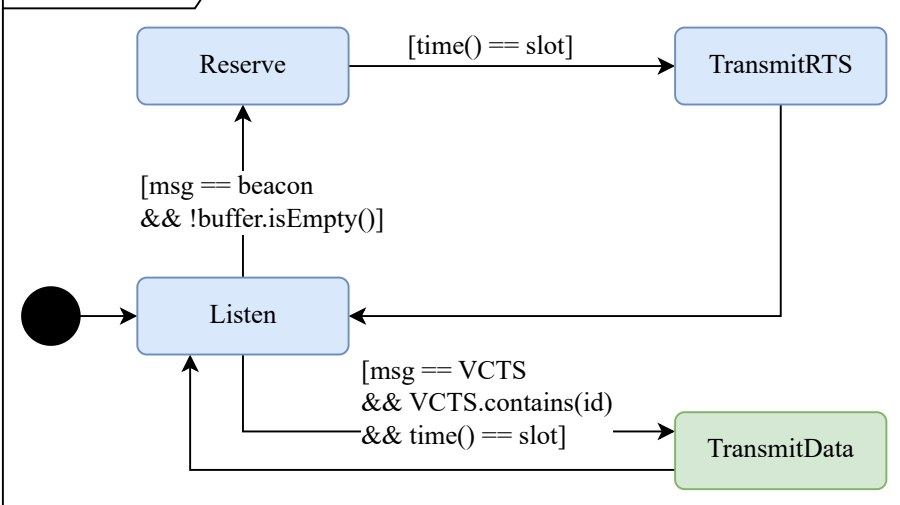 Reserve
[time() == slot]
TransmitRTS
[msg == beacon
&& !buffer.isEmpty()]
Listen
[msg == VCTS
&& VCTS.contains(id)
&& time() == slot]
TransmitData